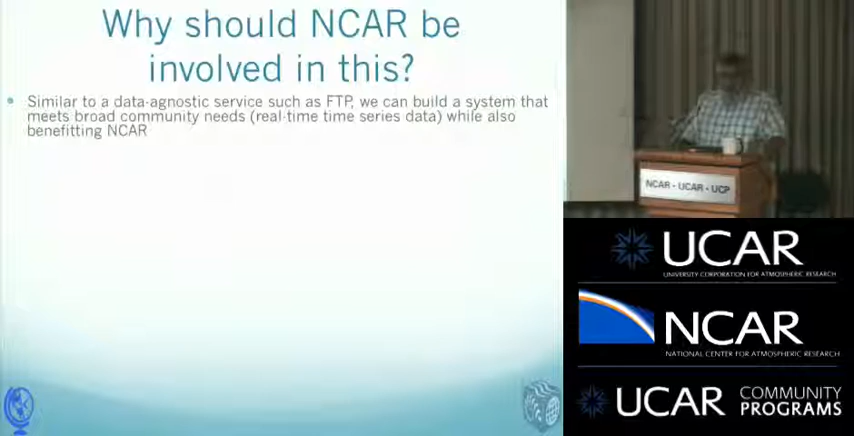 Why should NCAR be
involved in this?
• Similar to a data-agnostic service such as FTP, we can build a system that
meets broad community needs (real-time time series data) while also
benefitting NCAR
NCAR - UCAR - UCP
UCAR
UNIVERSITY CORPORATION FOR ATMOSPHERIC RESEARCH
NCAR
NATIONAL CENTER FOR ATMOSPHERIC RESEARCH
UCAR COMMUNITY
PROGRAMS